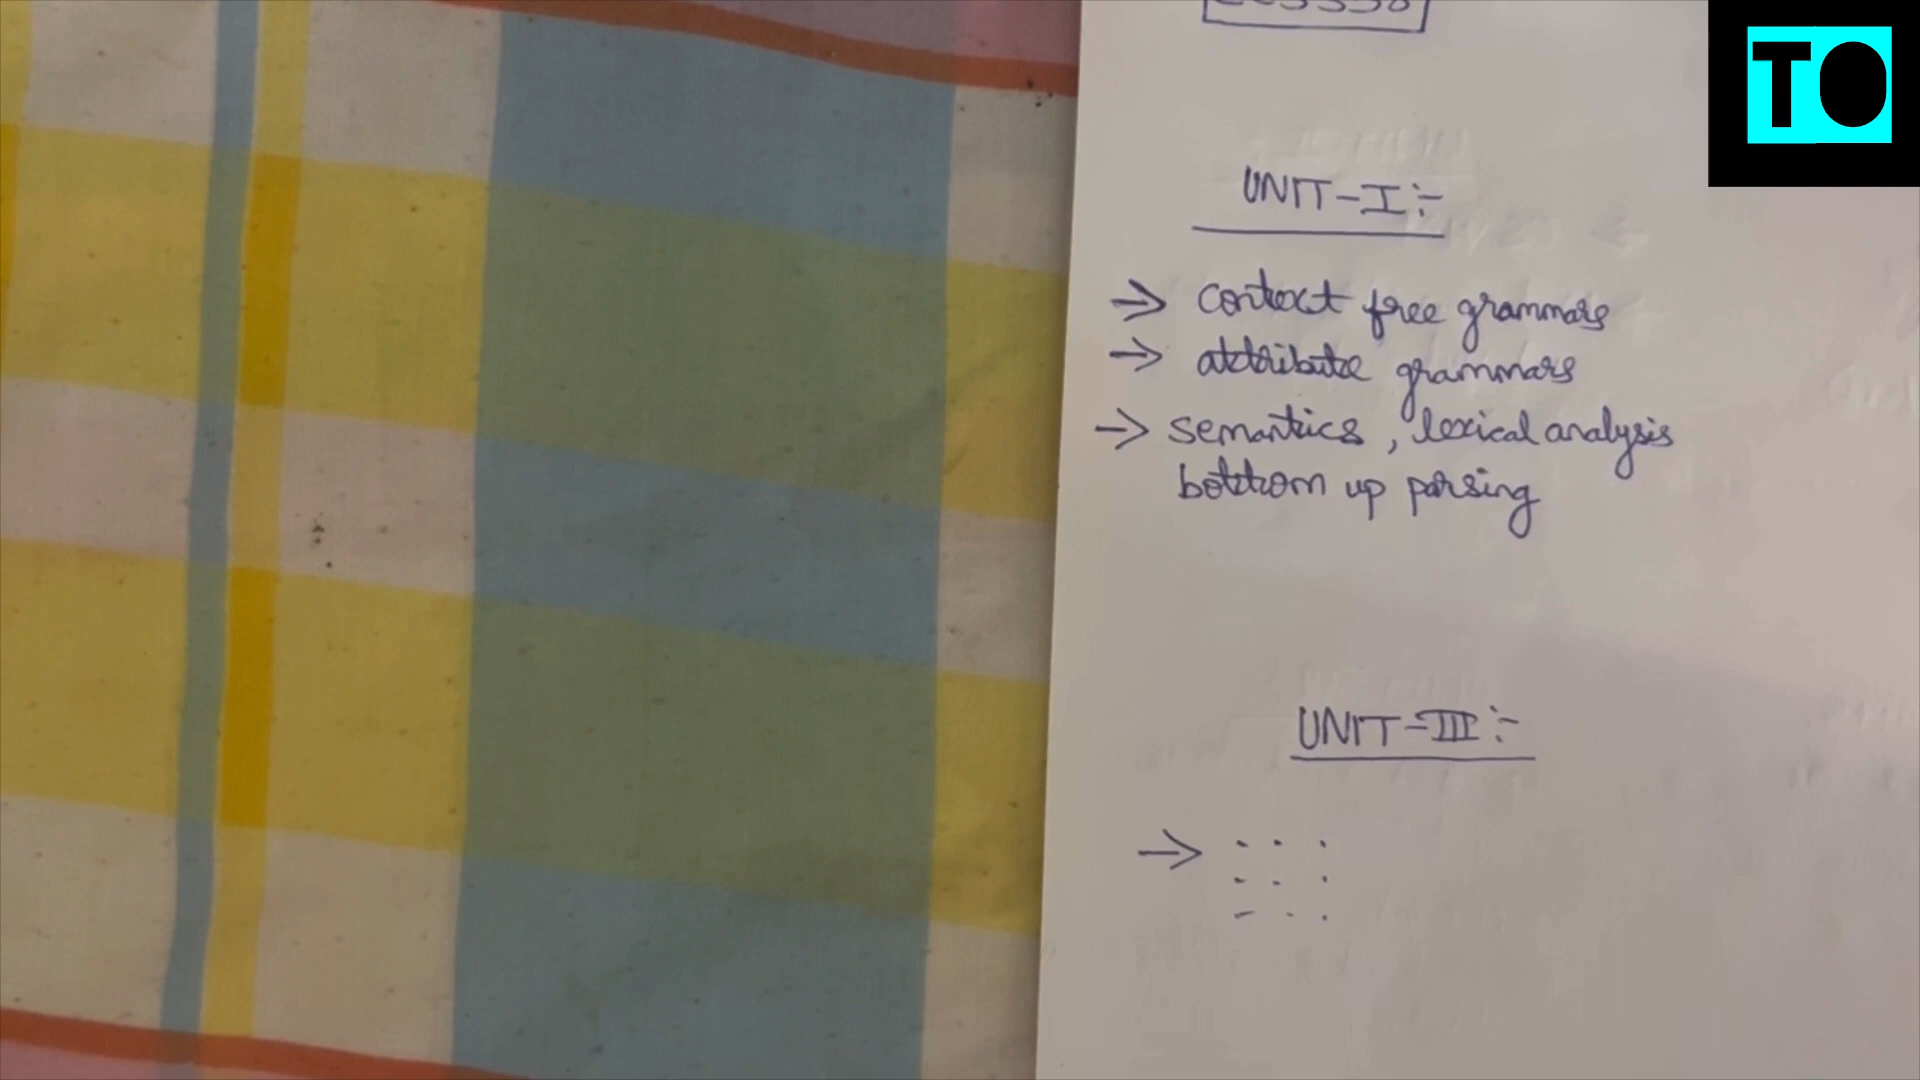 TO
UNIT-I :-
→ context free grammars
→ attribute grammars
→ semantics, lexical analysis
bottom up parsing
UNIT-III :-
→ . . .
- . .
- . .